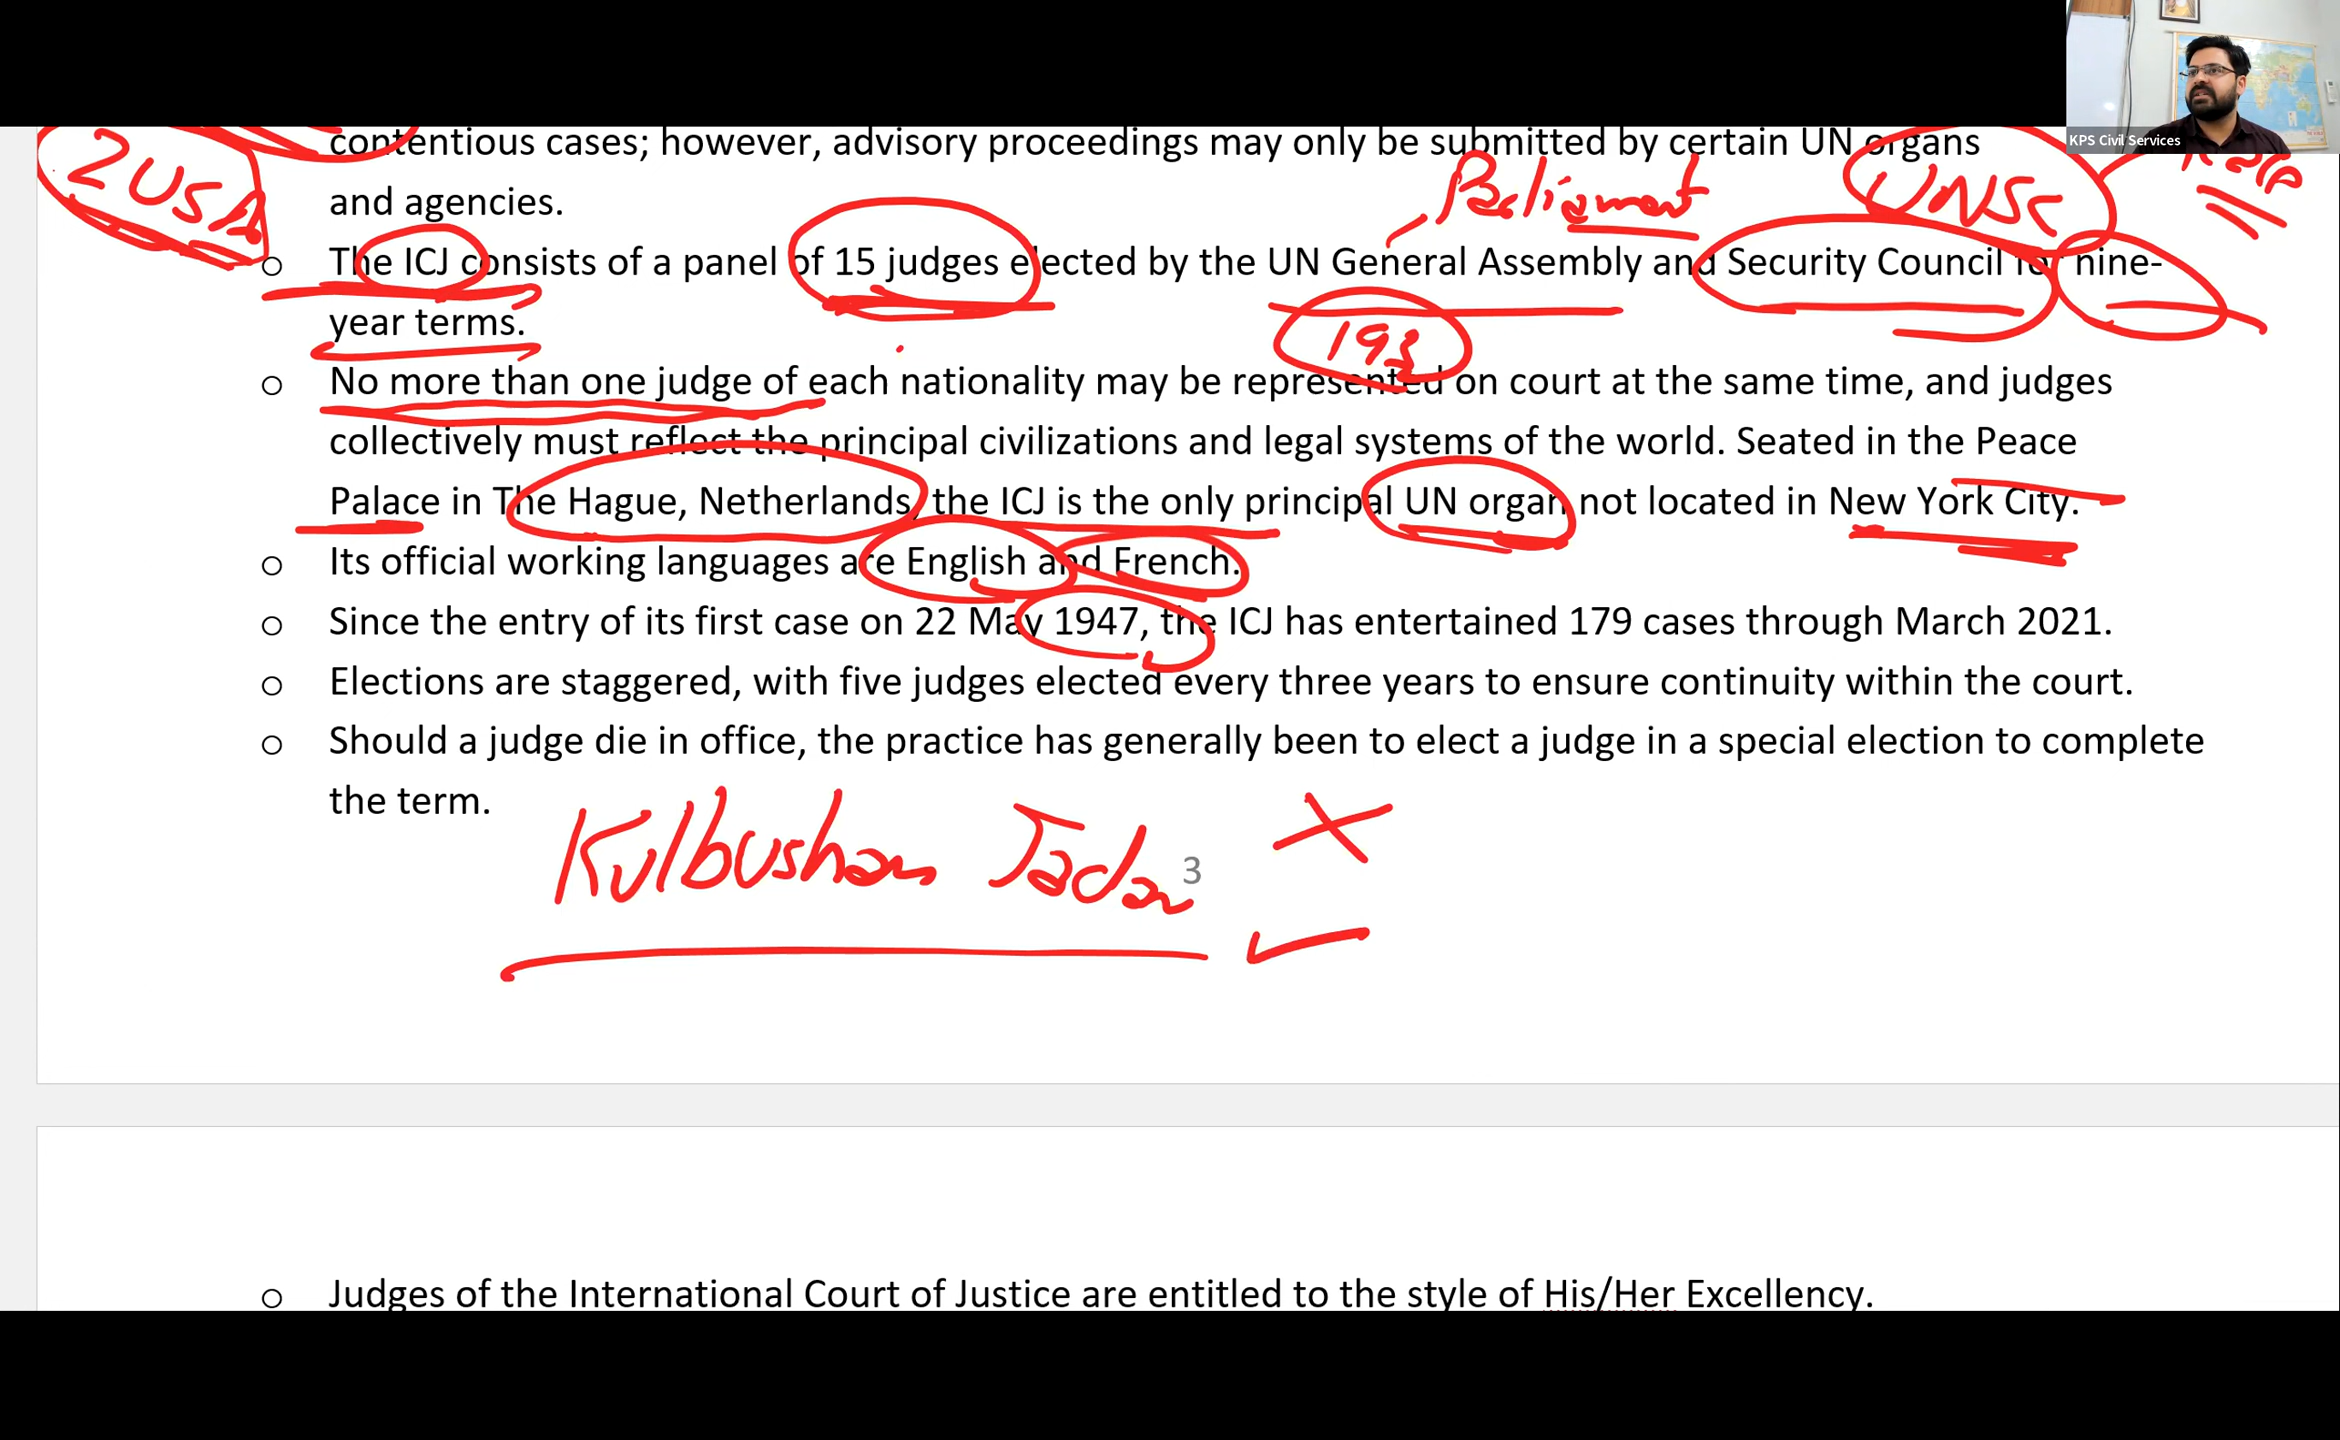 KPS Civil Services
contentious cases; however, advisory proceedings may only be submitted by certain UN organs
and agencies.
2 USA
Parliament
UNSC
o The ICJ consists of a panel of 15 judges elected by the UN General Assembly and Security Council for nine-
year terms.
193
o No more than one judge of each nationality may be represented on court at the same time, and judges
collectively must reflect the principal civilizations and legal systems of the world. Seated in the Peace
Palace in The Hague, Netherlands, the ICJ is the only principal UN organ not located in New York City.
o Its official working languages are English and French.
o Since the entry of its first case on 22 May 1947, the ICJ has entertained 179 cases through March 2021.
o Elections are staggered, with five judges elected every three years to ensure continuity within the court.
o Should a judge die in office, the practice has generally been to elect a judge in a special election to complete
the term.
Kulbushan Jadav
3
o Judges of the International Court of Justice are entitled to the style of His/Her Excellency.